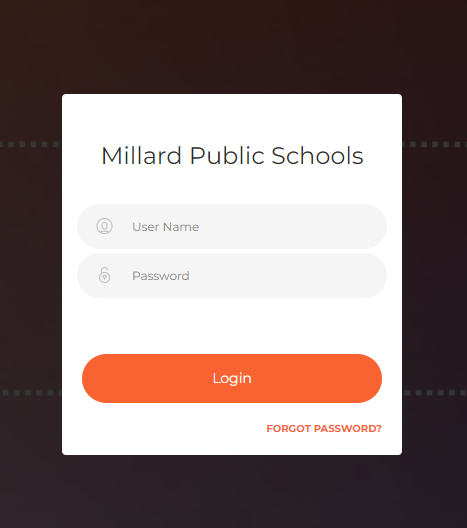 Millard Public Schools
User Name
Password
Login
FORGOT PASSWORD?